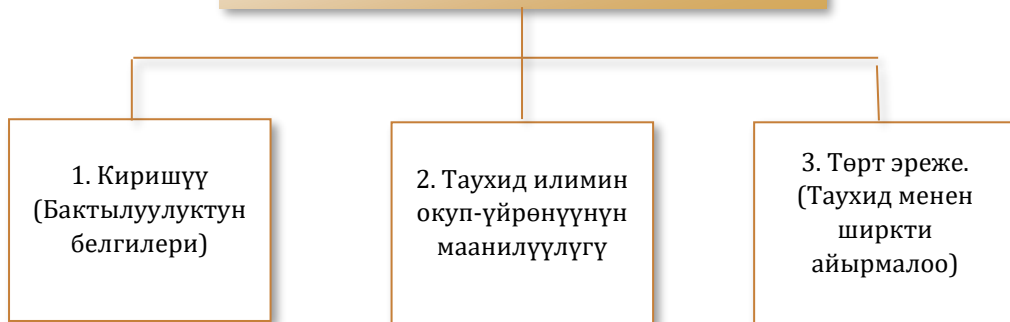 1. Киришүү
(Бактылуулуктун
белгилери)
2. Таухид илимин
окуп-үйрөнүүнүн
маанилүүлүгү
3. Төрт эреже.
(Таухид менен
ширкти
айырмалоо)